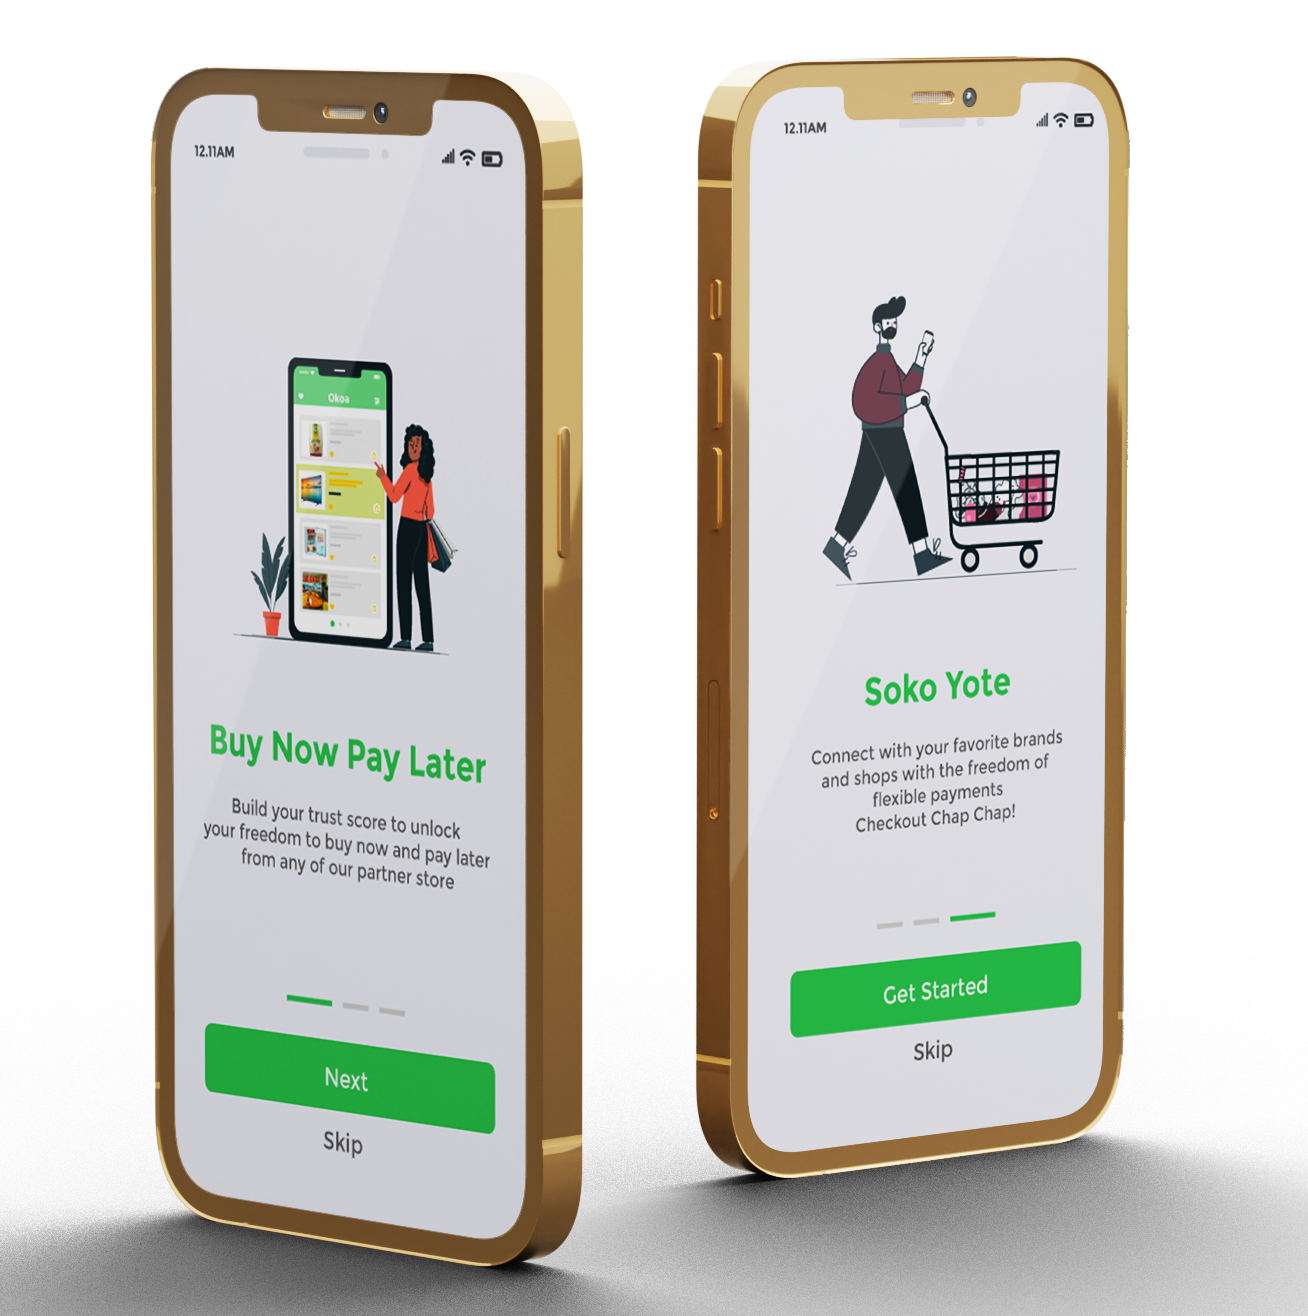 12.11AM
Okoa
Buy Now Pay Later
Build your trust score to unlock
your freedom to buy now and pay later
from any of our partner store
Next
Skip
12.11AM
Soko Yote
Connect with your favorite brands
and shops with the freedom of
flexible payments
Checkout Chap Chap!
Get Started
Skip